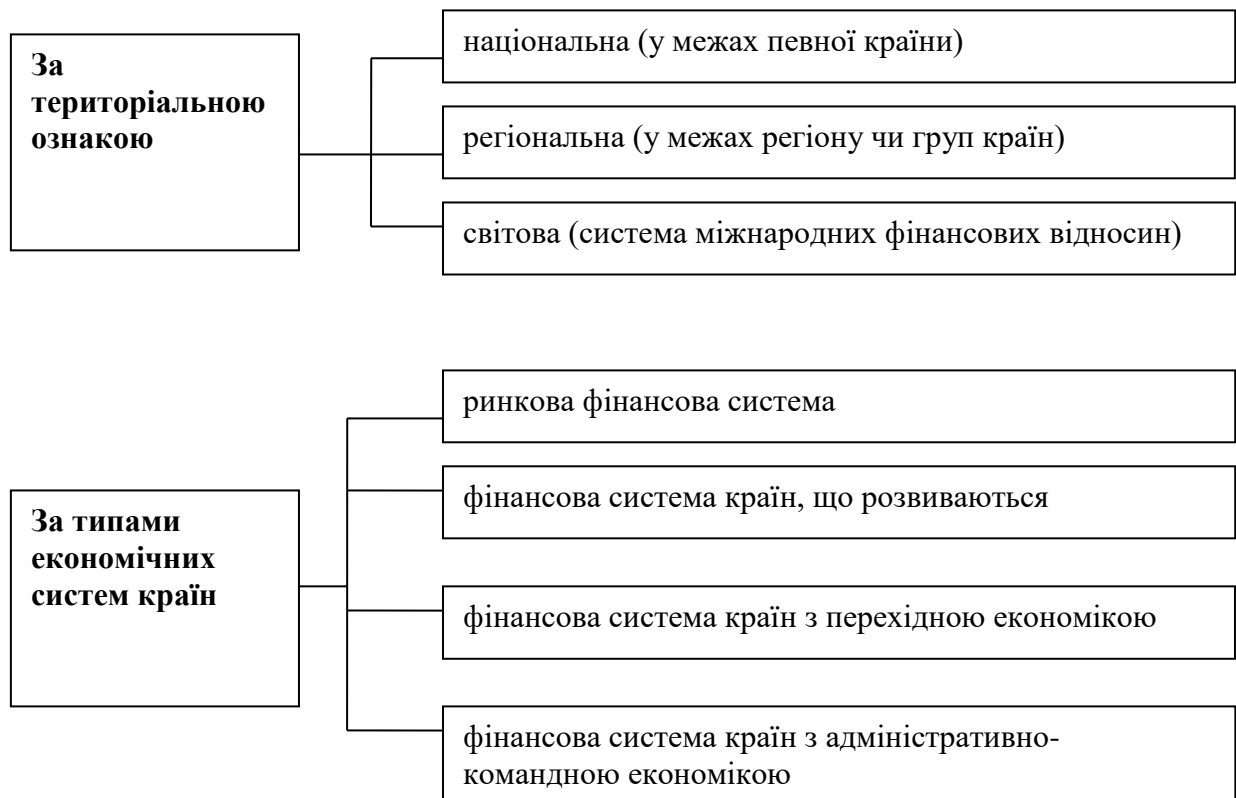 За
територіальною
ознакою
національна (у межах певної країни)
регіональна (у межах регіону чи груп країн)
світова (система міжнародних фінансових відносин)
За типами
економічних
систем країн
ринкова фінансова система
фінансова система країн, що розвиваються
фінансова система країн з перехідною економікою
фінансова система країн з адміністративно-
командною економікою